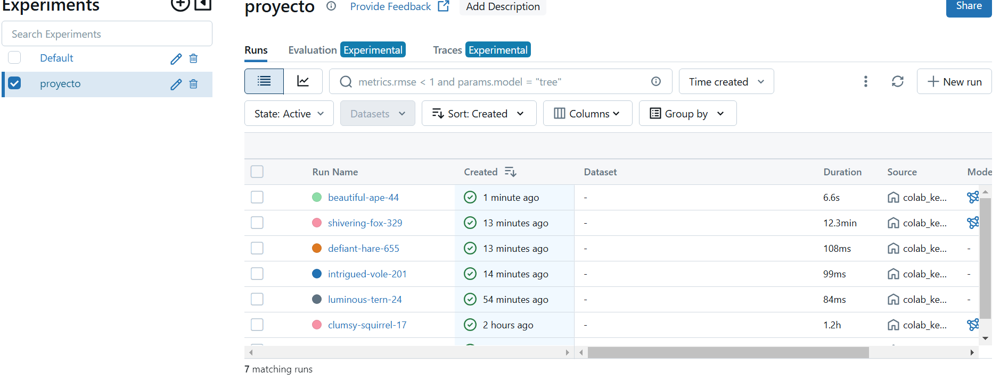 Experiments
Search Experiments
Default
proyecto
proyecto Provide Feedback Add Description Share
Runs Evaluation Experimental Traces Experimental
metrics.rmse < 1 and params.model = "tree" Time created New run
State: Active Datasets Sort: Created Columns Group by
Run Name Created Dataset Duration Source Mode
beautiful-ape-44 1 minute ago - 6.6s colab_ke...
shivering-fox-329 13 minutes ago - 12.3min colab_ke...
defiant-hare-655 13 minutes ago - 108ms colab_ke... -
intrigued-vole-201 14 minutes ago - 99ms colab_ke... -
luminous-tern-24 54 minutes ago - 84ms colab_ke... -
clumsy-squirrel-17 2 hours ago - 1.2h colab_ke...
7 matching runs